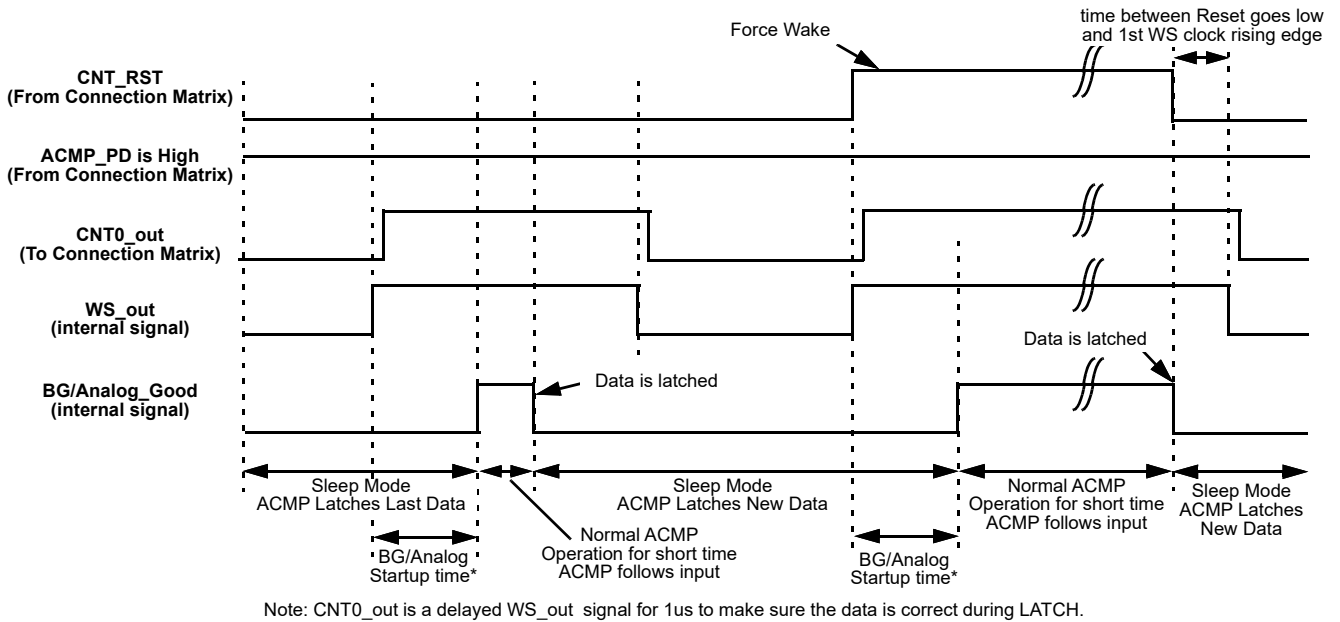 time between Reset goes low
and 1st WS clock rising edge
Force Wake
CNT_RST
(From Connection Matrix)
ACMP_PD is High
(From Connection Matrix)
CNT0_out
(To Connection Matrix)
WS_out
(internal signal)
Data is latched
BG/Analog_Good
(internal signal)
Data is latched
Sleep Mode
ACMP Latches Last Data
Sleep Mode
ACMP Latches New Data
Normal ACMP
Operation for short time
ACMP follows input
Sleep Mode
ACMP Latches
New Data
BG/Analog
Startup time*
Normal ACMP
Operation for short time
ACMP follows input
BG/Analog
Startup time*
Note: CNT0_out is a delayed WS_out signal for 1us to make sure the data is correct during LATCH.